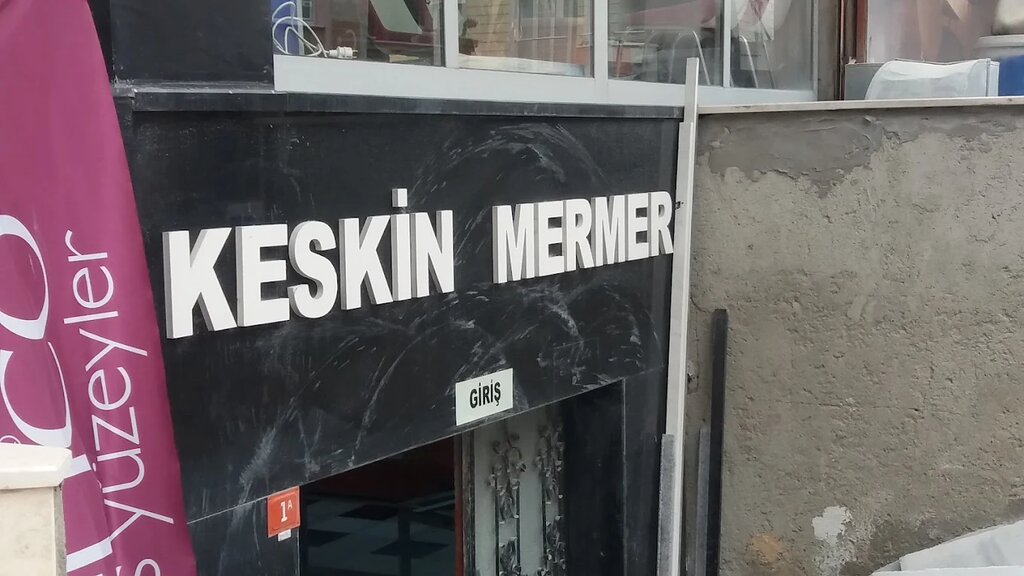 KESKİN MERMER
GİRİŞ
1A
yüzeyler